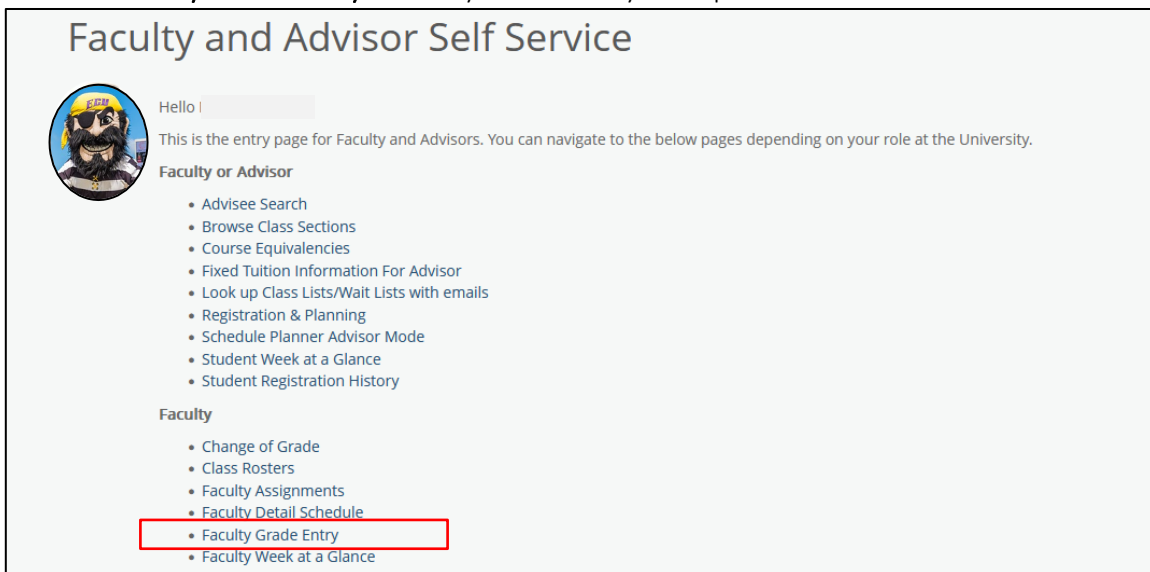 Faculty and Advisor Self Service
ECU
Hello
This is the entry page for Faculty and Advisors. You can navigate to the below pages depending on your role at the University.
Faculty or Advisor
• Advisee Search
• Browse Class Sections
• Course Equivalencies
• Fixed Tuition Information For Advisor
• Look up Class Lists/Wait Lists with emails
• Registration & Planning
• Schedule Planner Advisor Mode
• Student Week at a Glance
• Student Registration History
Faculty
• Change of Grade
• Class Rosters
• Faculty Assignments
• Faculty Detail Schedule
• Faculty Grade Entry
• Faculty Week at a Glance